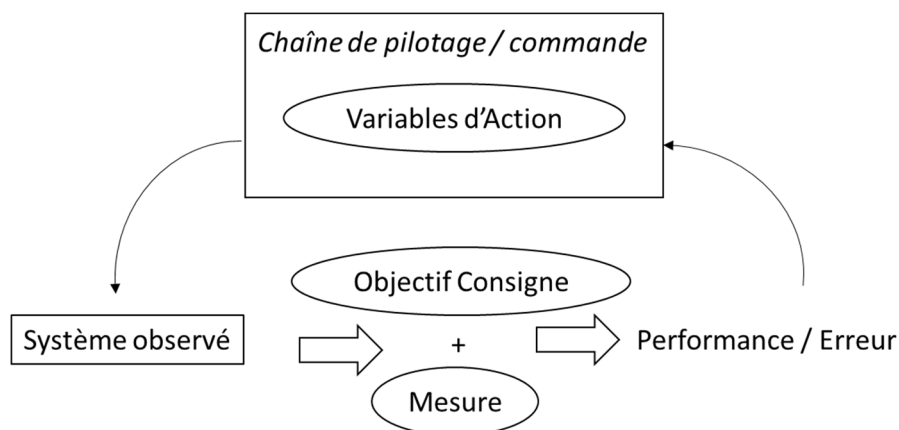 Chaîne de pilotage / commande
Variables d’Action
Objectif Consigne
Système observé
+
Performance / Erreur
Mesure